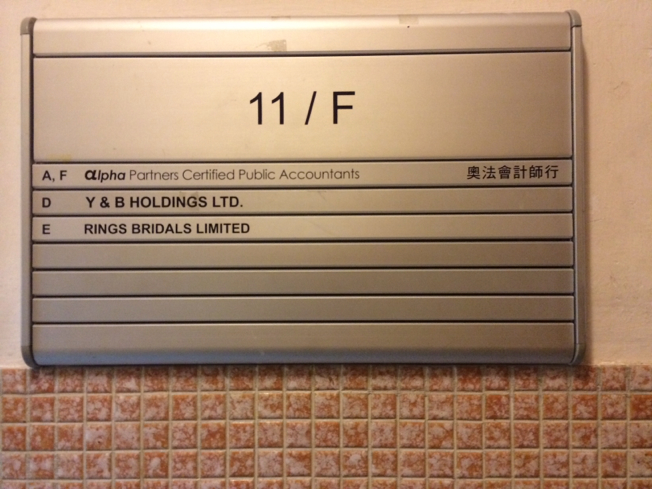 11 / F
A, F αlpha Partners Certified Public Accountants 奧法會計師行
D Y & B HOLDINGS LTD.
E RINGS BRIDALS LIMITED